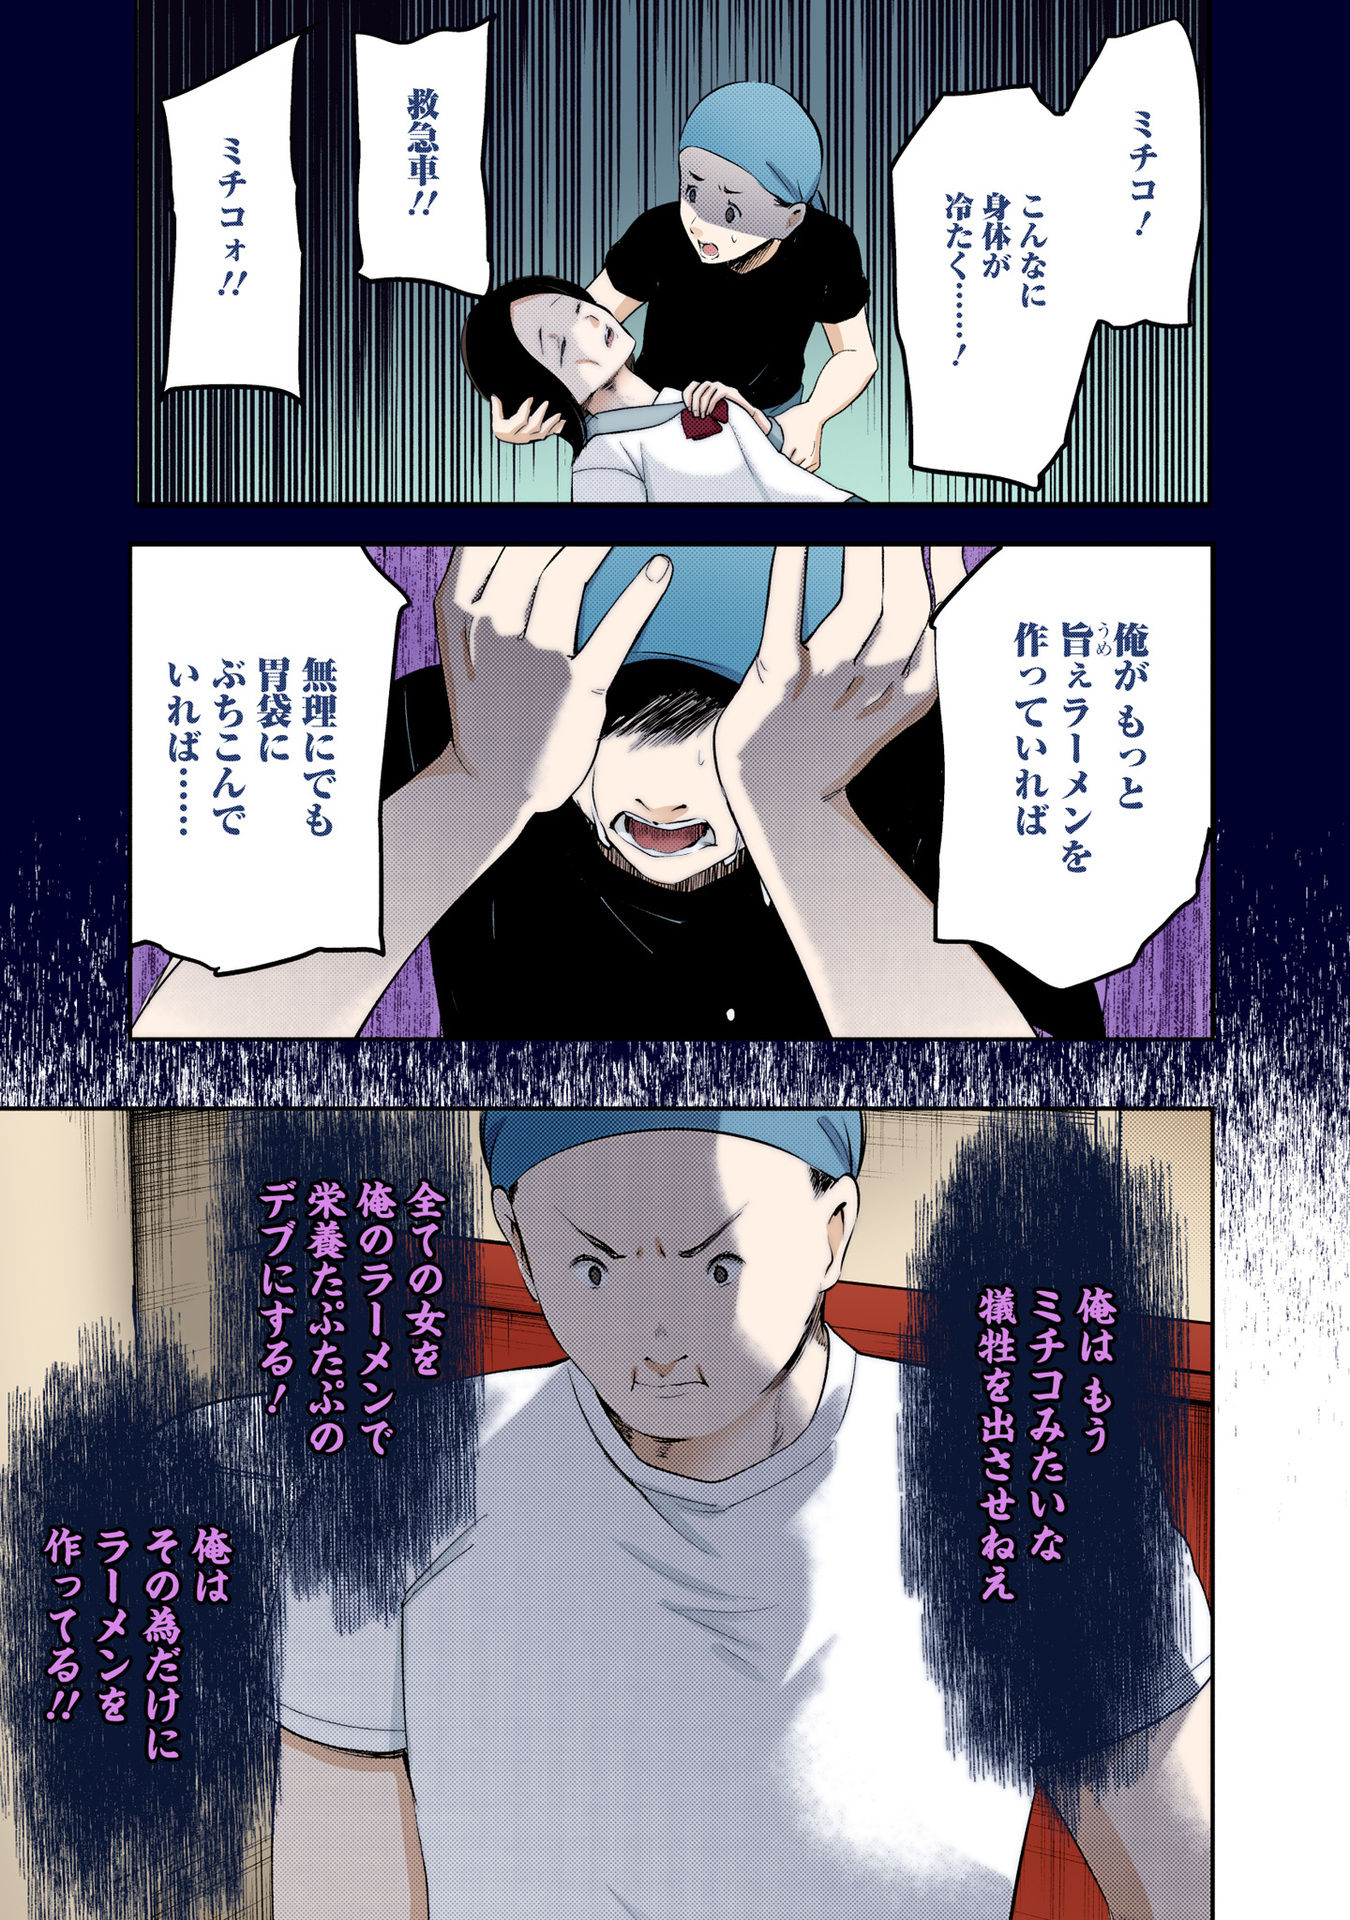 ミチコ！
こんなに
身体が
冷たく……！
救急車!!
ミチコォ!!
俺がもっと
旨ぇラーメンを
うめ
作っていれば
無理にでも
胃袋に
ぶちこんで
いれば……
俺はもう
ミチコみたいな
犠牲を出させねえ
全ての女を
俺のラーメンで
栄養たぷたぷの
デブにする！
俺は
その為だけに
ラーメンを
作ってる!!